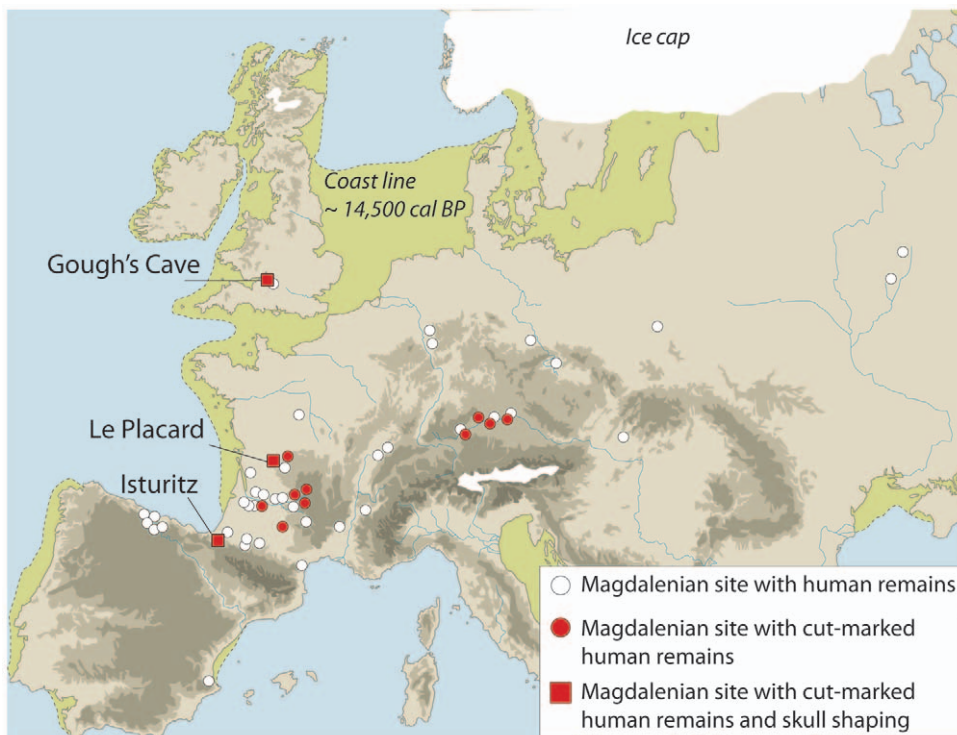 Ice cap
Coast line
~ 14,500 cal BP
Gough's Cave
Le Placard
Isturitz
Magdalenian site with human remains
Magdalenian site with cut-marked
human remains
Magdalenian site with cut-marked
human remains and skull shaping